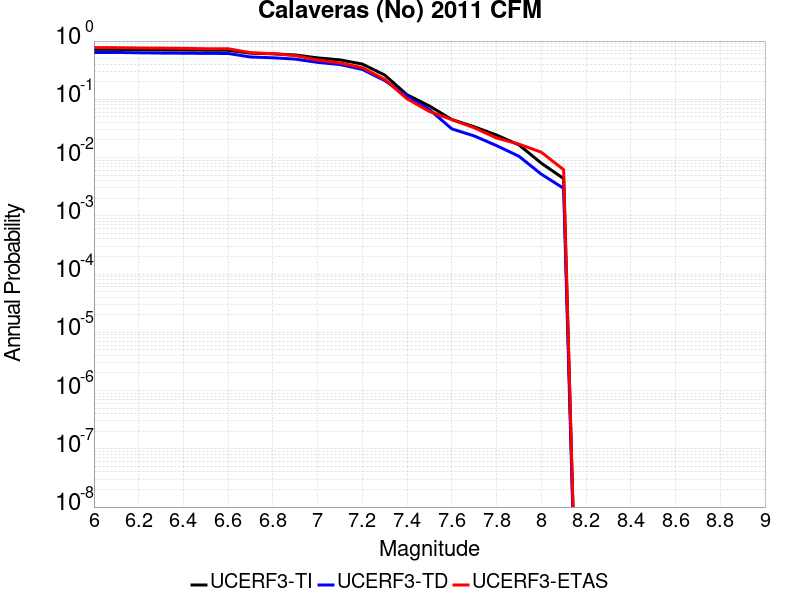 Calaveras (No) 2011 CFM
Annual Probability
10^0
10^-1
10^-2
10^-3
10^-4
10^-5
10^-6
10^-7
10^-8
6 6.2 6.4 6.6 6.8 7 7.2 7.4 7.6 7.8 8 8.2 8.4 8.6 8.8 9
Magnitude
UCERF3-TI UCERF3-TD UCERF3-ETAS